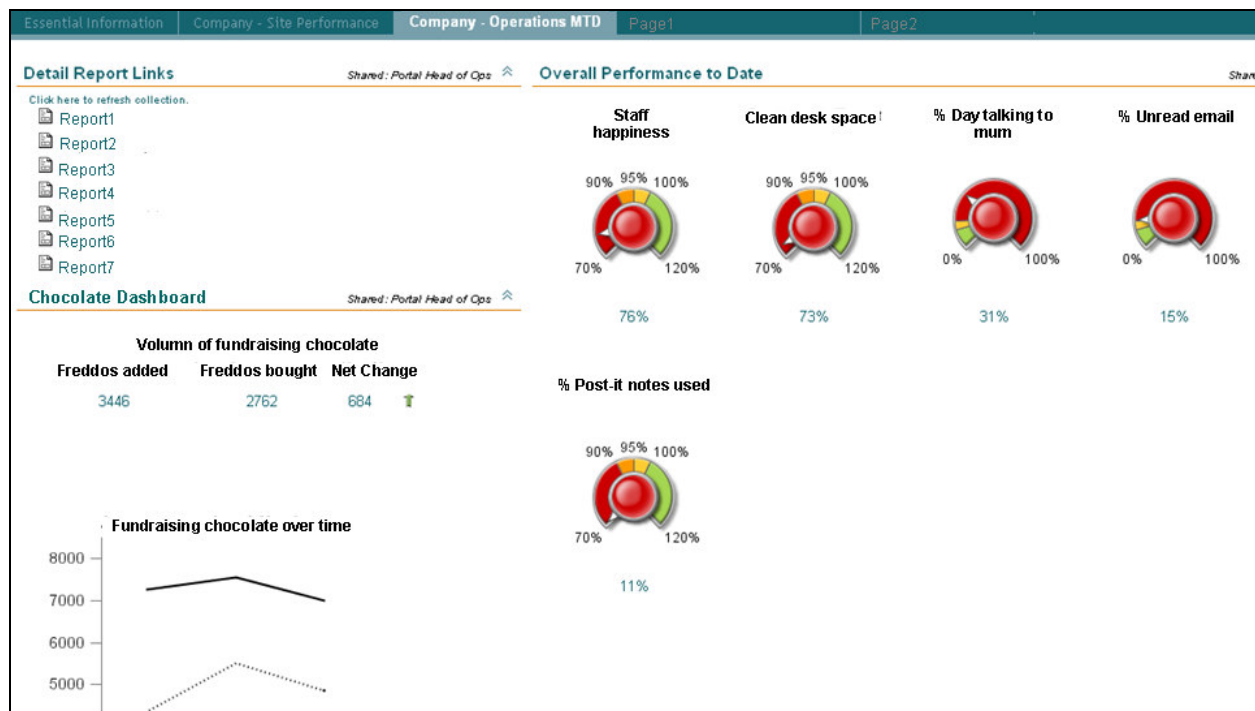 Essential Information
Company - Site Performance
Company - Operations MTD
Page1
Page2
Detail Report Links
Shared: Portal Head of Ops
Click here to refresh collection.
Report1
Report2
Report3
Report4
Report5
Report6
Report7
Chocolate Dashboard
Shared: Portal Head of Ops
Volumn of fundraising chocolate
Freddos added
Freddos bought
Net Change
3446
2762
684
Fundraising chocolate over time
8000
7000
6000
5000
Overall Performance to Date
Staff
happiness
90% 95% 100%
70%
120%
76%
Clean desk space
90% 95% 100%
70%
120%
73%
% Day talking to
mum
0%
100%
31%
% Unread email
0%
100%
15%
% Post-it notes used
90% 95% 100%
70%
120%
11%